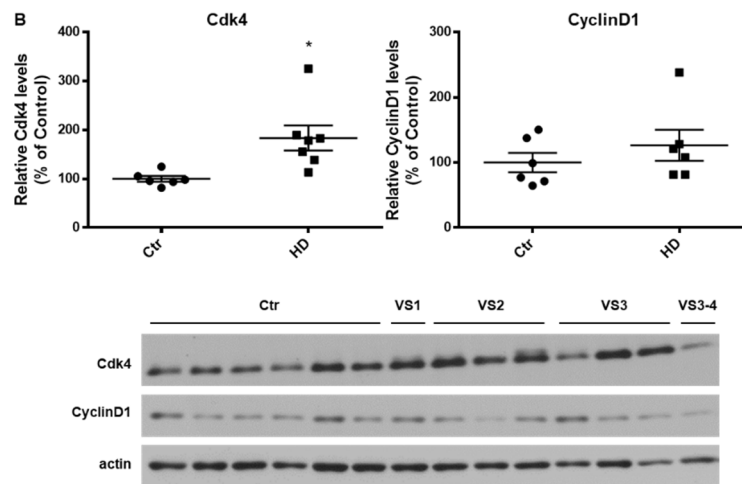 B
Cdk4
CyclinD1
Relative Cdk4 levels
(% of Control)
400
300
200
100
0
*
Ctr
HD
Relative CyclinD1 levels
(% of Control)
300
200
100
0
Ctr
HD
Ctr
VS1
VS2
VS3
VS3-4
Cdk4
CyclinD1
actin